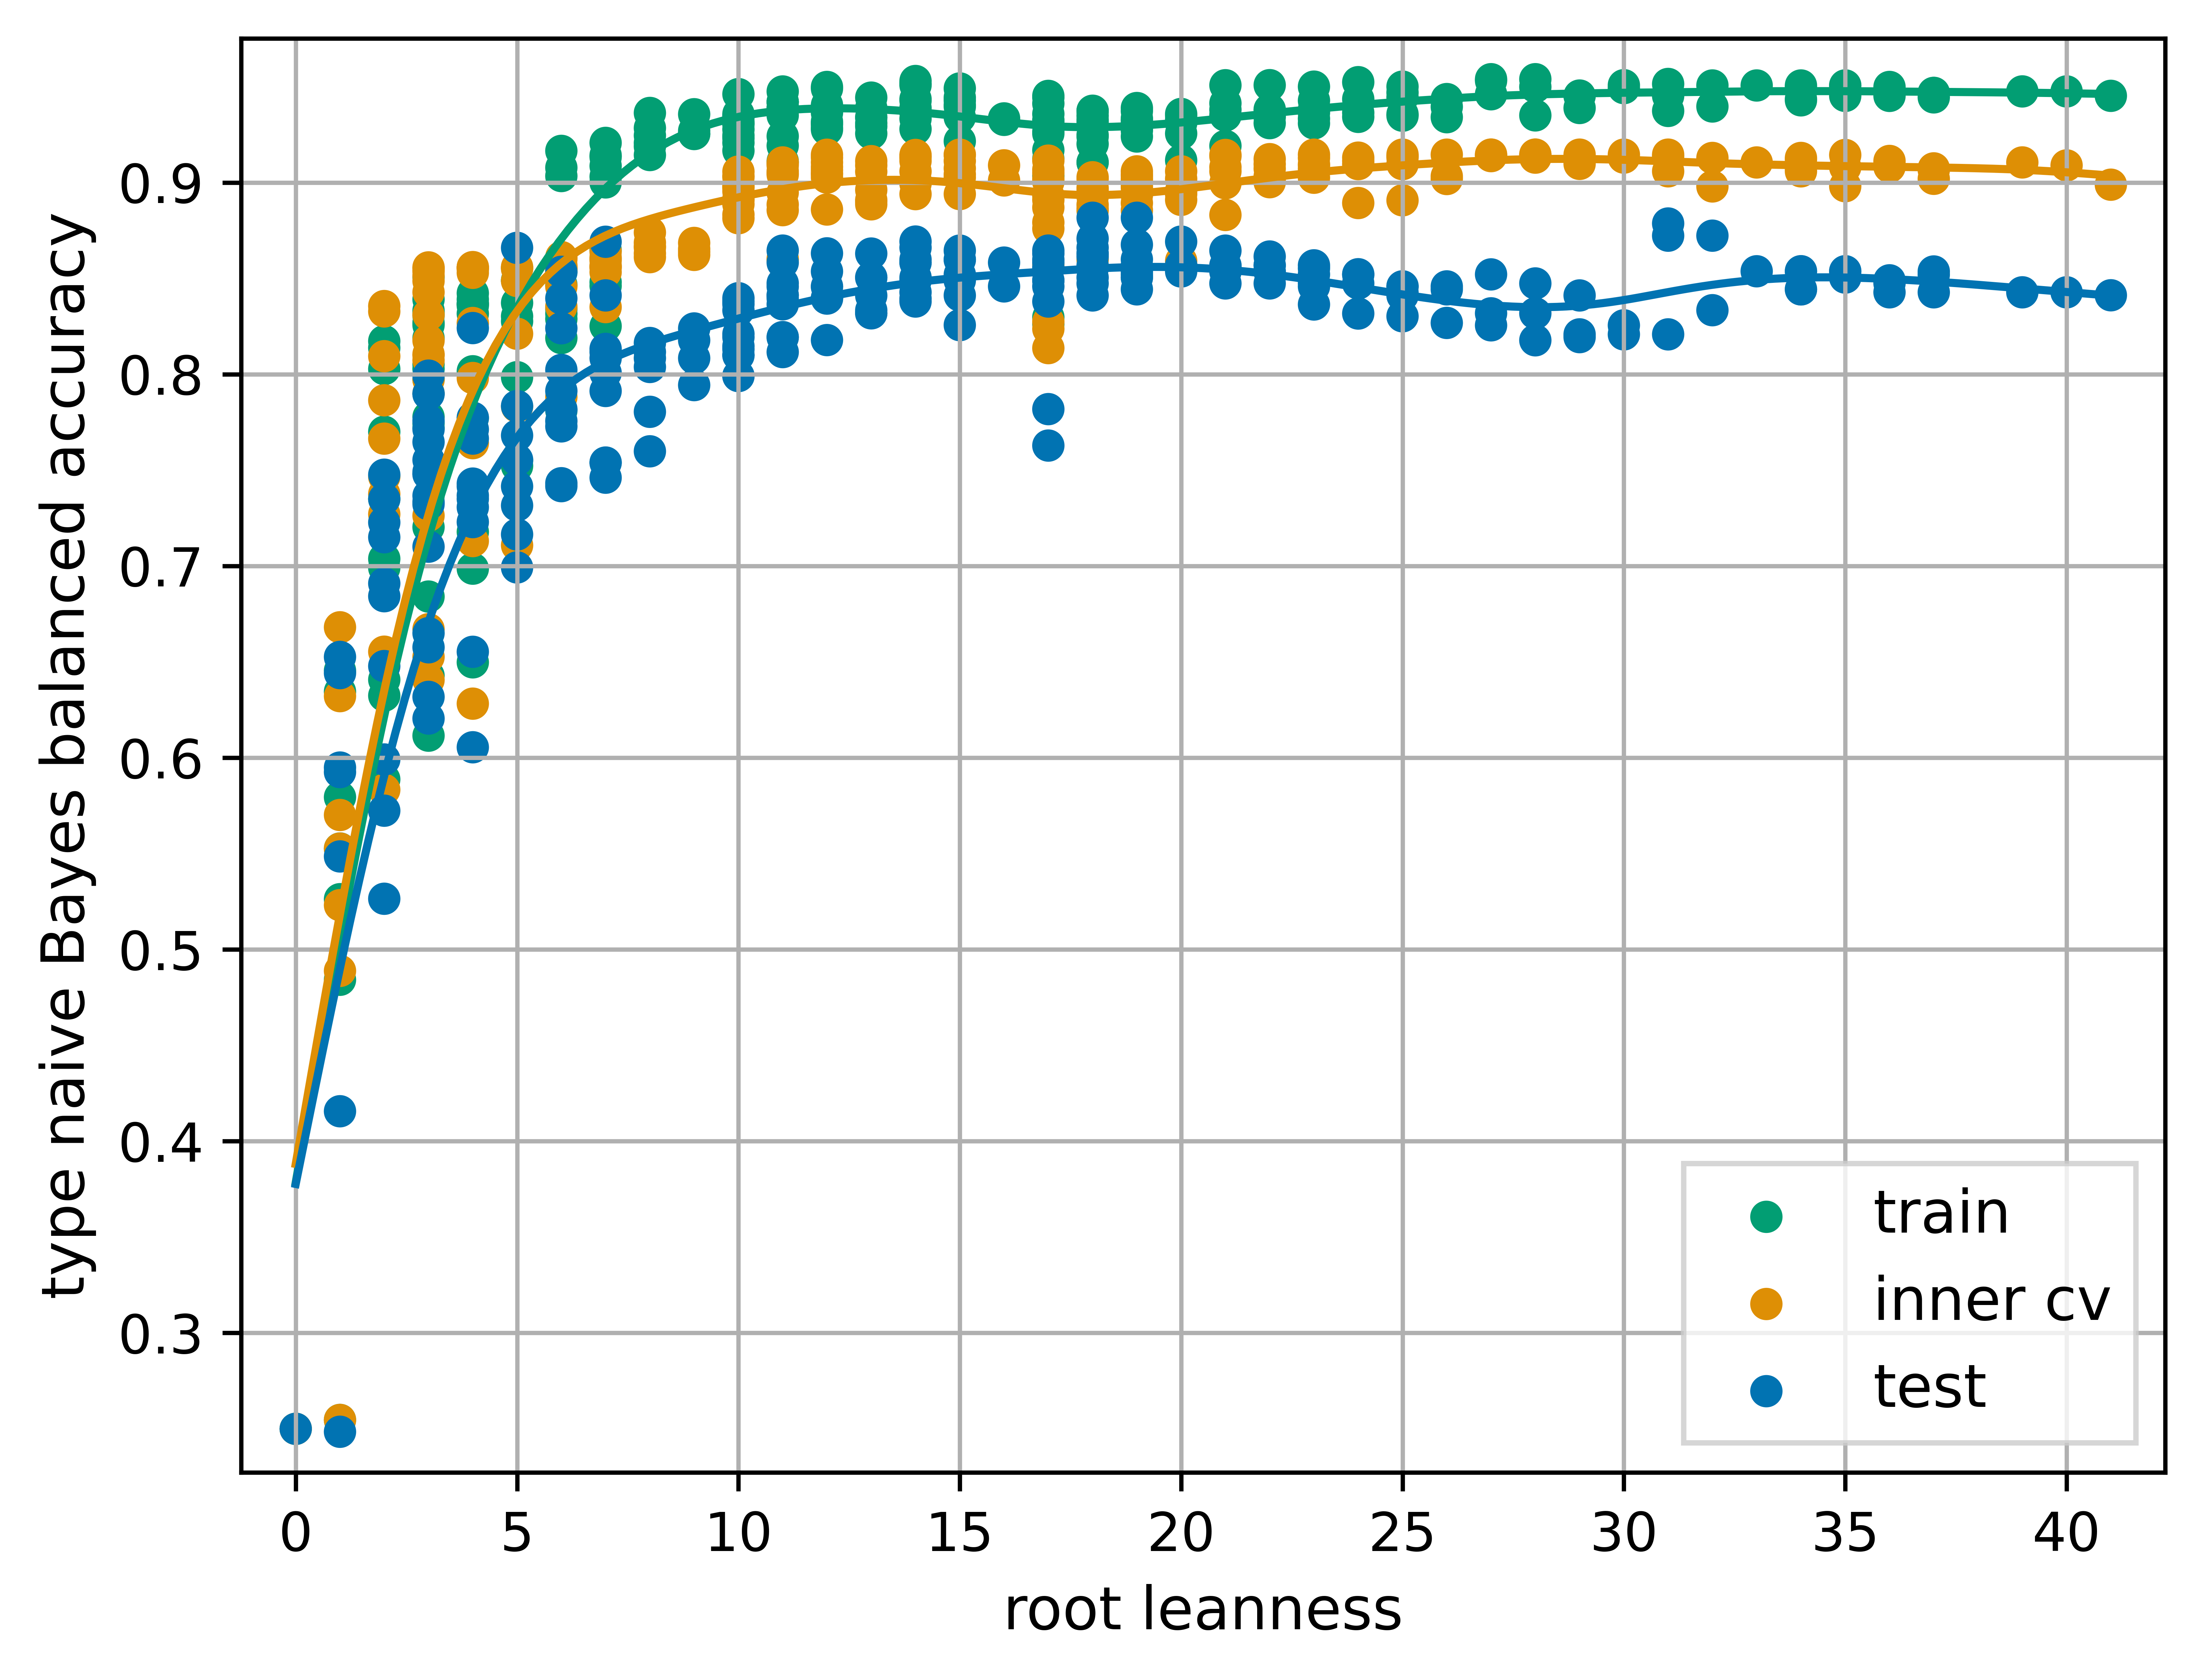 type naive Bayes balanced accuracy
0.9
0.8
0.7
0.6
0.5
0.4
0.3
0 5 10 15 20 25 30 35 40
root leanness
train
inner cv
test